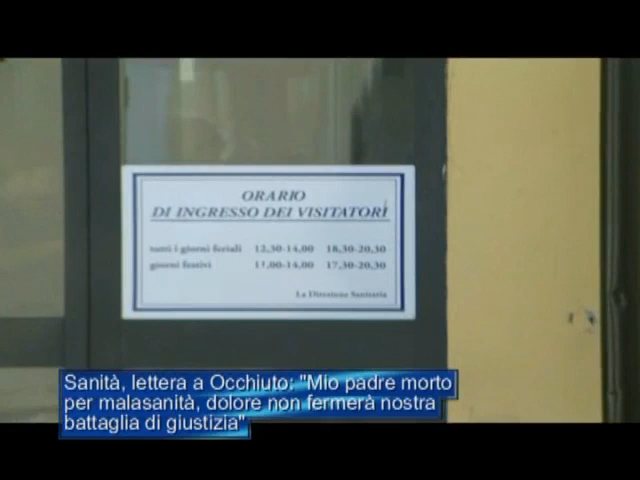 ORARIO
DI INGRESSO DEI VISITATORI
tutti i giorni feriali 12,30-14,00 18,30-20,30
giorni festivi 11,00-14,00 17,30-20,30
La Direzione Sanitaria
Sanità, lettera a Occhiuto: "Mio padre morto
per malasanità, dolore non fermerà nostra
battaglia di giustizia"